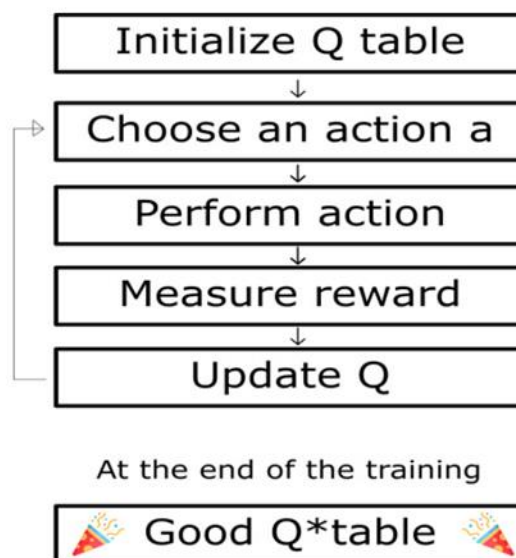 Initialize Q table
Choose an action a
Perform action
Measure reward
Update Q
At the end of the training
Good Q*table